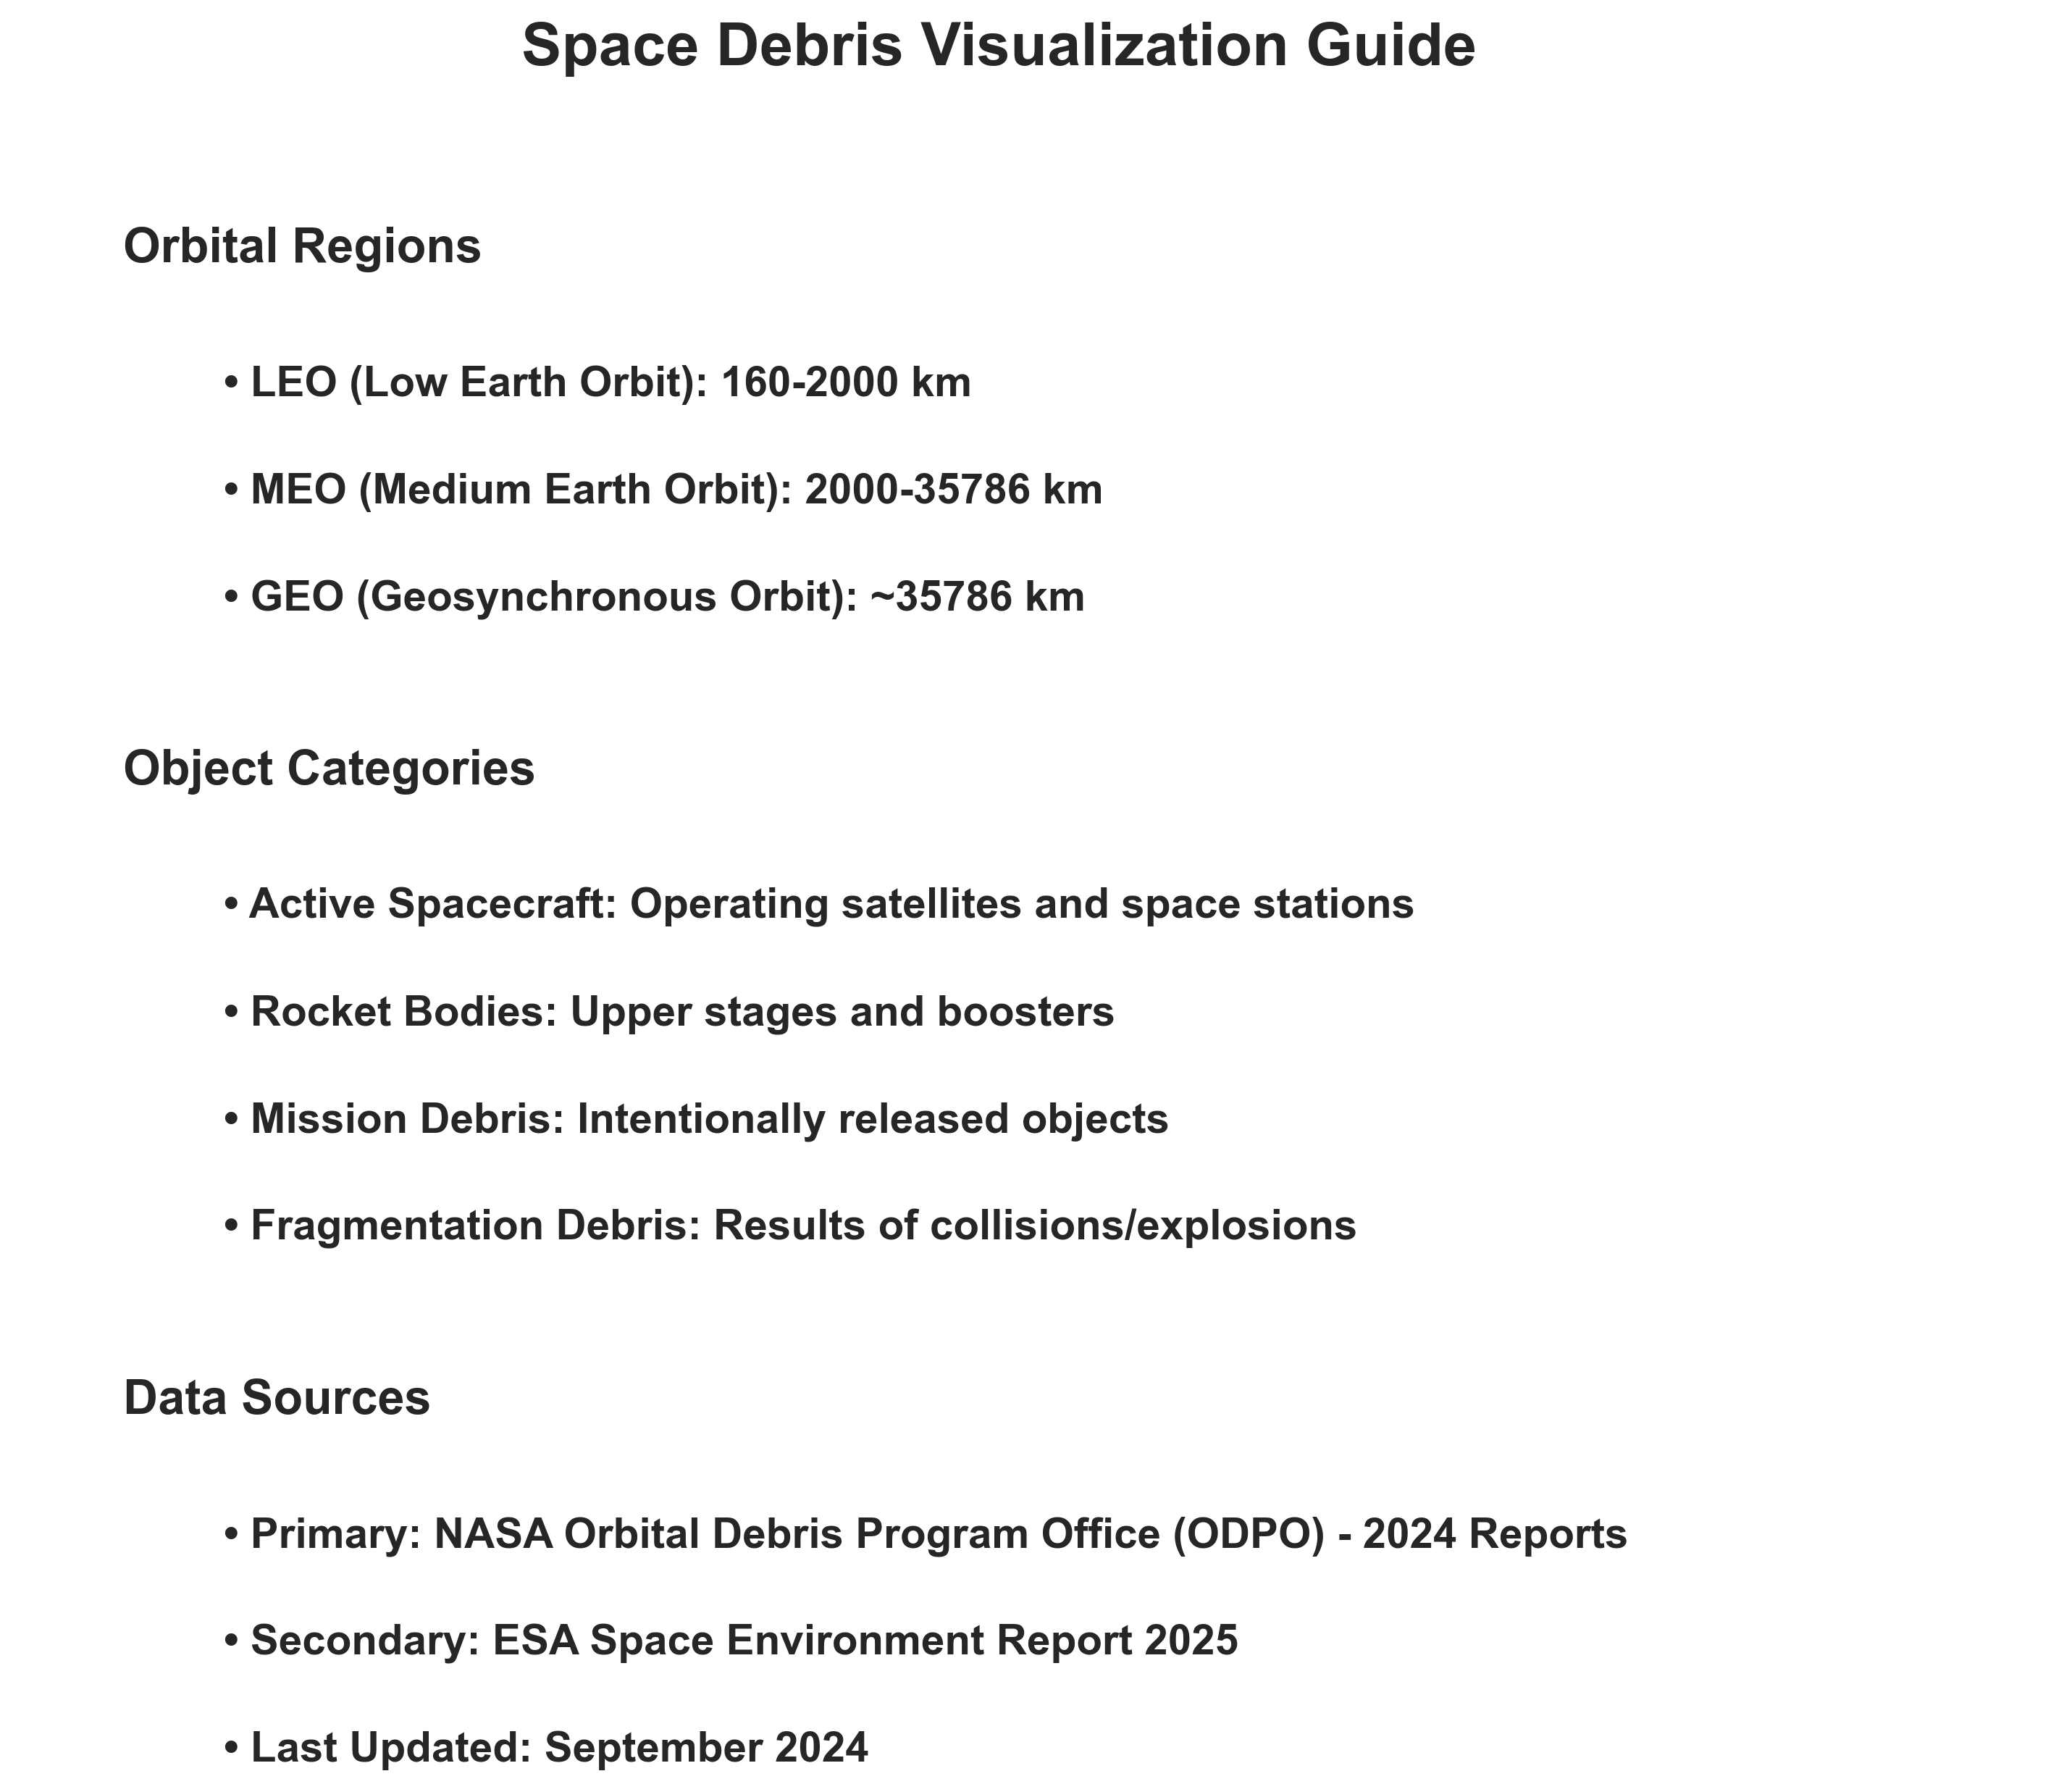 Space Debris Visualization Guide
Orbital Regions
• LEO (Low Earth Orbit): 160-2000 km
• MEO (Medium Earth Orbit): 2000-35786 km
• GEO (Geosynchronous Orbit): ~35786 km
Object Categories
• Active Spacecraft: Operating satellites and space stations
• Rocket Bodies: Upper stages and boosters
• Mission Debris: Intentionally released objects
• Fragmentation Debris: Results of collisions/explosions
Data Sources
• Primary: NASA Orbital Debris Program Office (ODPO) - 2024 Reports
• Secondary: ESA Space Environment Report 2025
• Last Updated: September 2024